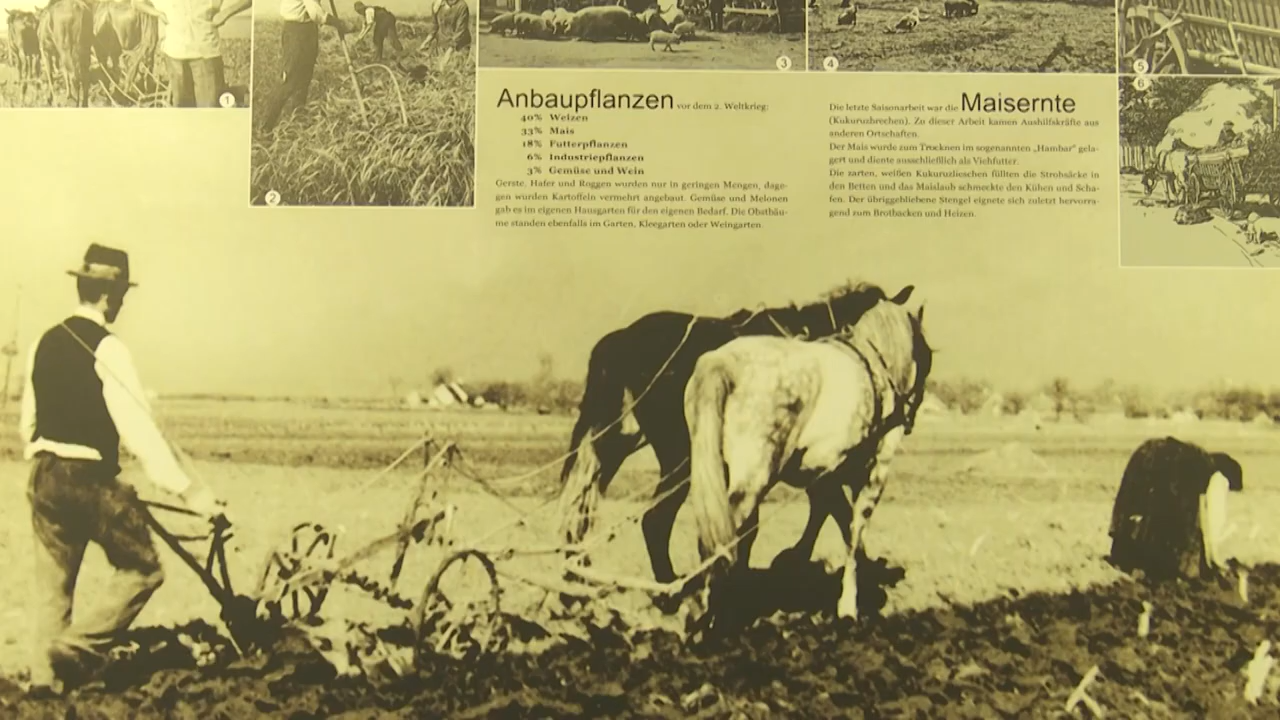 1
2
3
4
5
6
Anbaupflanzen vor dem 2. Weltkrieg:
40% Weizen
33% Mais
18% Futterpflanzen
6% Industriepflanzen
3% Gemüse und Wein
Gerste, Hafer und Roggen wurden nur in geringen Mengen, dage-
gen wurden Kartoffeln vermehrt angebaut. Gemüse und Melonen
gab es im eigenen Hausgarten für den eigenen Bedarf. Die Obstbäu-
me standen ebenfalls im Garten, Kleegarten oder Weingarten.
Die letzte Saisonarbeit war die Maisernte
(Kukuruzbrechen). Zu dieser Arbeit kamen Aushilfskräfte aus
anderen Ortschaften.
Der Mais wurde zum Trocknen im sogenannten „Hambar" gela-
gert und diente ausschließlich als Viehfutter.
Die zarten, weißen Kukuruzlieschen füllten die Strohsäcke in
den Betten und das Maislaub schmeckte den Kühen und Scha-
fen. Der übriggebliebene Stengel eignete sich zuletzt hervorra-
gend zum Brotbacken und Heizen.